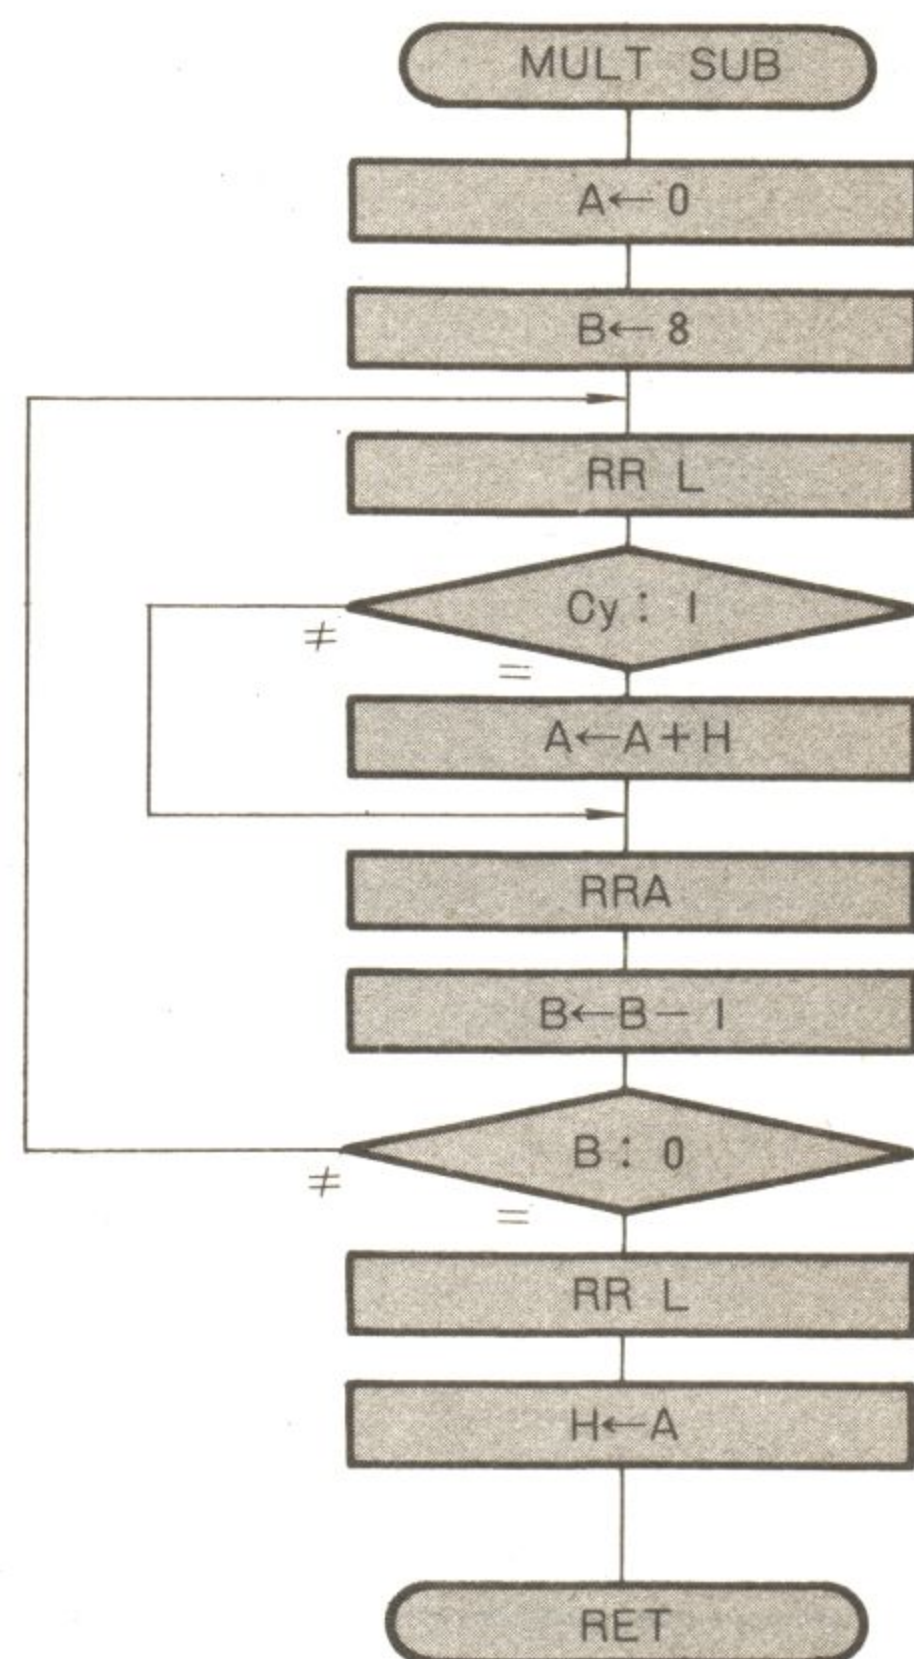 MULT SUB
A←0
B←8
RR L
Cy: 1
≠
=
A←A+H
RRA
B←B-1
B: 0
≠
=
RR L
H←A
RET